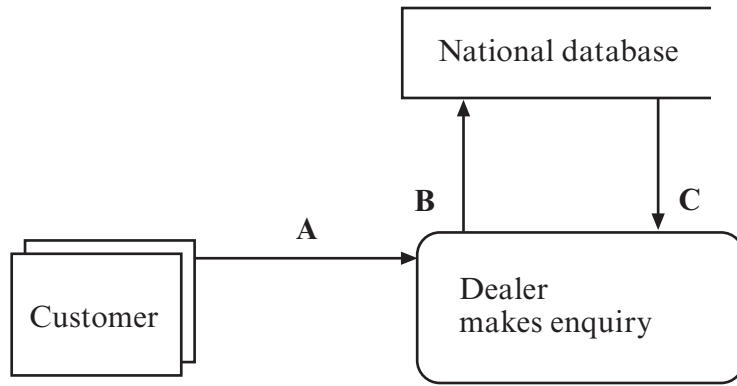 National database
B
C
A
Customer
Dealer
makes enquiry